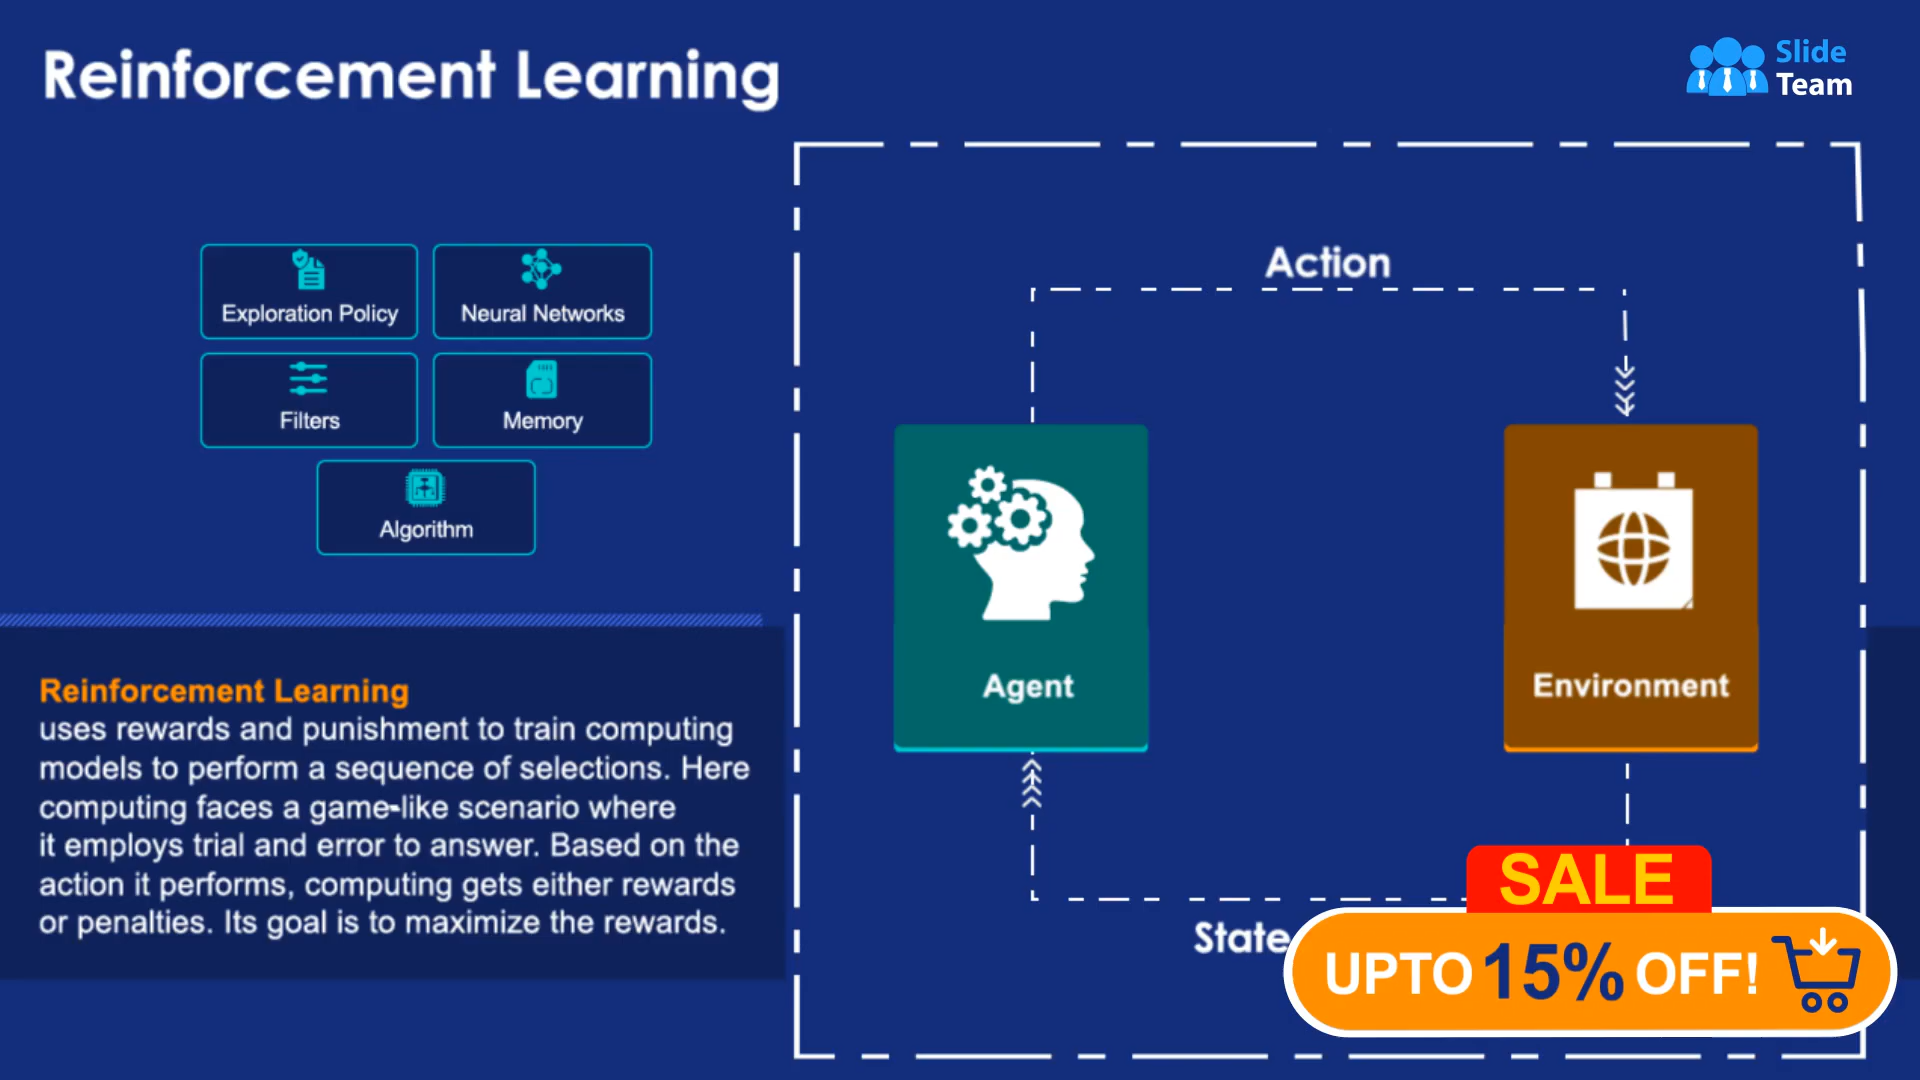 Reinforcement Learning
Slide
Team
Exploration Policy
Neural Networks
Filters
Memory
Algorithm
Reinforcement Learning
uses rewards and punishment to train computing
models to perform a sequence of selections. Here
computing faces a game-like scenario where
it employs trial and error to answer. Based on the
action it performs, computing gets either rewards
or penalties. Its goal is to maximize the rewards.
Action
Agent
Environment
State
SALE
UPTO 15% OFF!